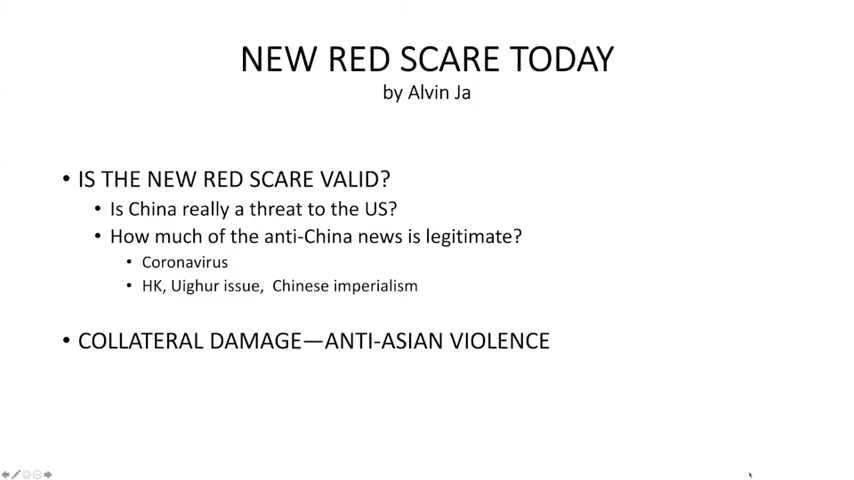 NEW RED SCARE TODAY
by Alvin Ja
• IS THE NEW RED SCARE VALID?
• Is China really a threat to the US?
• How much of the anti-China news is legitimate?
• Coronavirus
• HK, Uighur issue, Chinese imperialism
• COLLATERAL DAMAGE—ANTI-ASIAN VIOLENCE